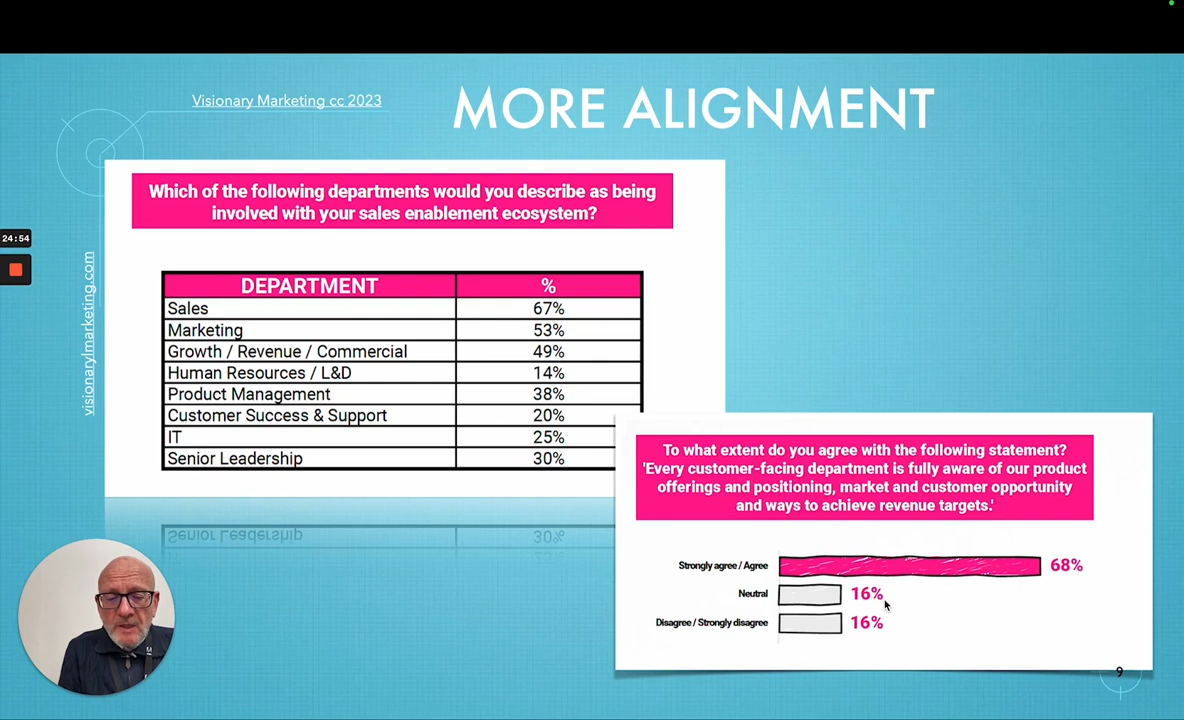 Visionary Marketing cc 2023
MORE ALIGNMENT
Which of the following departments would you describe as being
involved with your sales enablement ecosystem?
24:54
visionarylmarketing.com
DEPARTMENT %
Sales 67%
Marketing 53%
Growth / Revenue / Commercial 49%
Human Resources / L&D 14%
Product Management 38%
Customer Success & Support 20%
IT 25%
Senior Leadership 30%
Senior Leadership 30%
To what extent do you agree with the following statement?
'Every customer-facing department is fully aware of our product
offerings and positioning, market and customer opportunity
and ways to achieve revenue targets.'
Strongly agree / Agree 68%
Neutral 16%
Disagree / Strongly disagree 16%
9